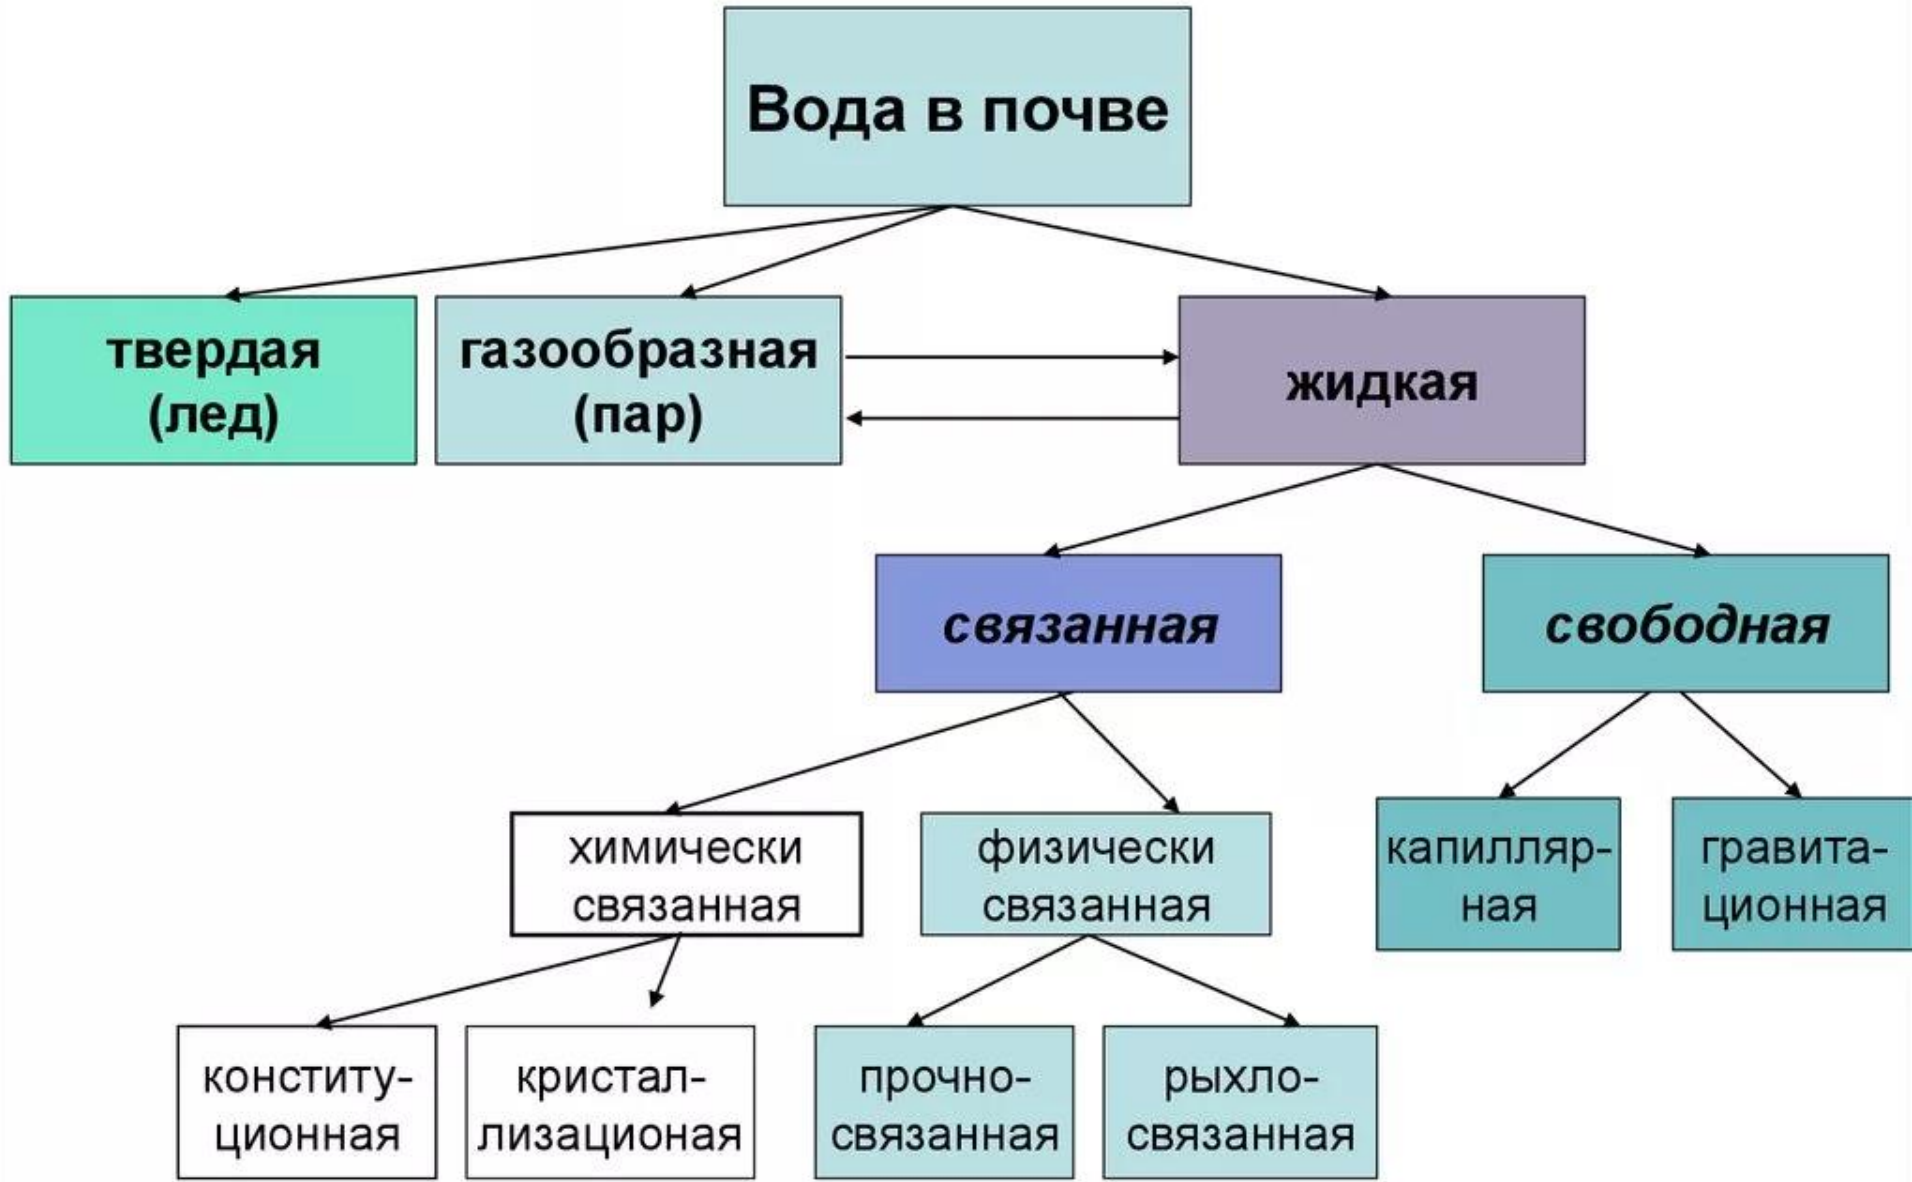 Вода в почве
твердая
(лед)
газообразная
(пар)
жидкая
связанная
свободная
химически
связанная
физически
связанная
капилляр-
ная
гравита-
ционная
конститу-
ционная
кристал-
лизационая
прочно-
связанная
рыхло-
связанная